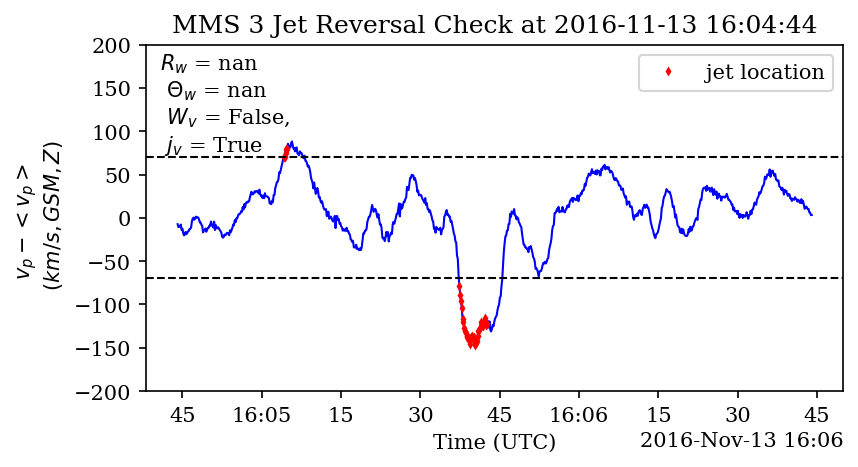 MMS 3 Jet Reversal Check at 2016-11-13 16:04:44
R_w = nan
Θ_w = nan
W_v = False,
j_v = True
jet location
200
150
100
50
0
−50
−100
−150
−200
v_p − < v_p >
(km/s, GSM, Z)
45 16:05 15 30 45 16:06 15 30 45
Time (UTC)
2016-Nov-13 16:06